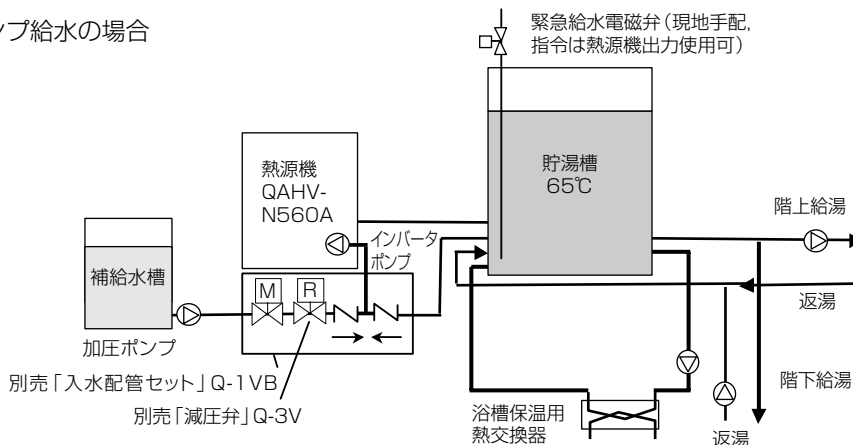 ンプ給水の場合
緊急給水電磁弁(現地手配,
指令は熱源機出力使用可)
熱源機
QAHV-
N560A
貯湯槽
65℃
階上給湯
インバータ
ポンプ
補給水槽
M
R
返湯
加圧ポンプ
別売「入水配管セット」Q-1VB
階下給湯
別売「減圧弁」Q-3V
浴槽保温用
熱交換器
返湯